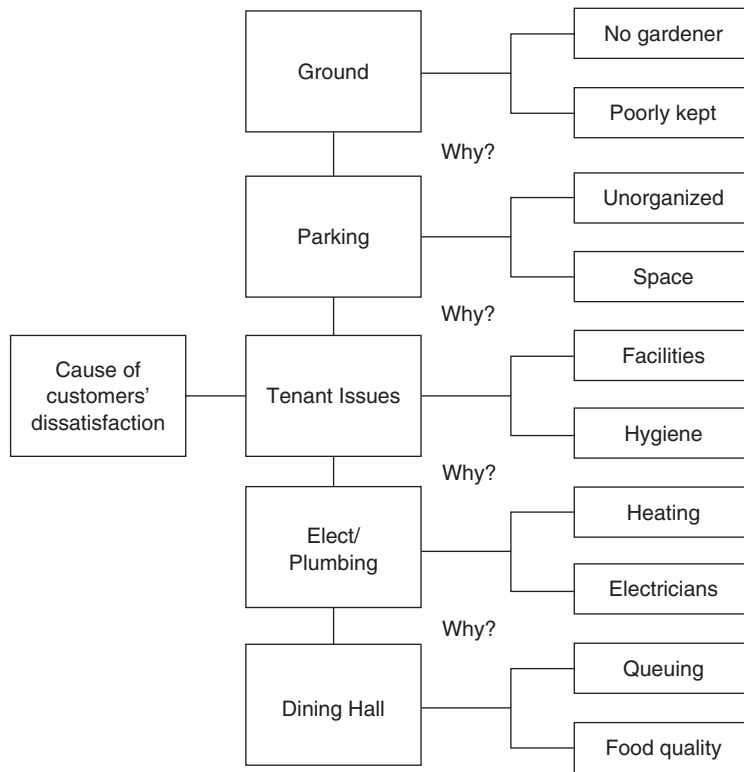 Ground
No gardener
Poorly kept
Why?
Parking
Unorganized
Space
Why?
Cause of
customers’
dissatisfaction
Tenant Issues
Facilities
Hygiene
Why?
Elect/
Plumbing
Heating
Electricians
Why?
Dining Hall
Queuing
Food quality